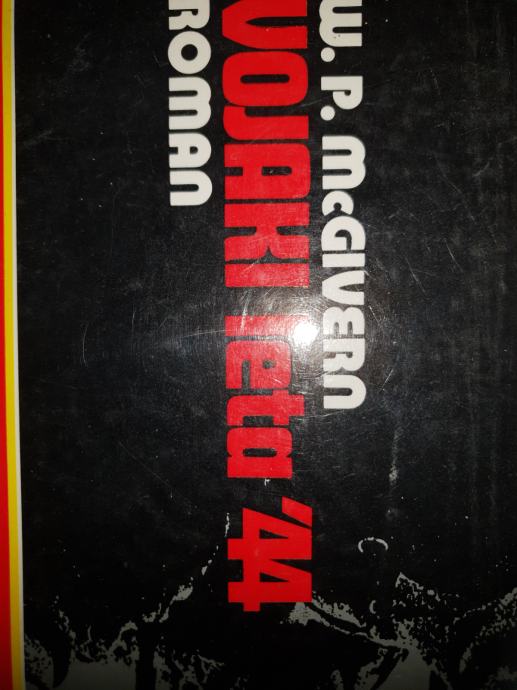 W. P. McGIVERN
VOJAKI leta '44
ROMAN